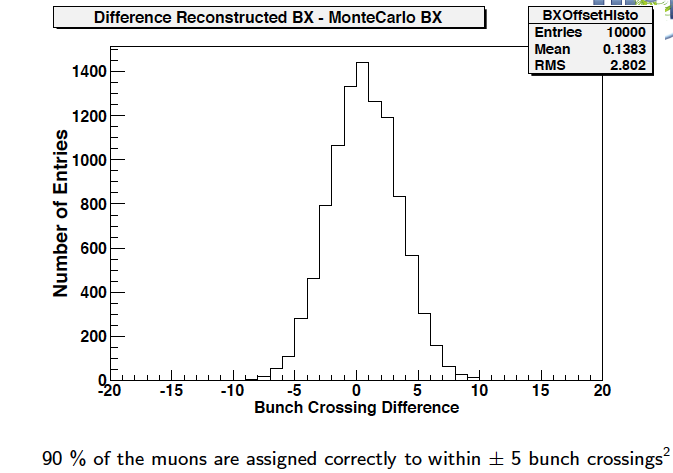 Difference Reconstructed BX - MonteCarlo BX
BXOffsetHisto
Entries 10000
Mean 0.1383
RMS 2.802
Number of Entries
1400
1200
1000
800
600
400
200
0
-20 -15 -10 -5 0 5 10 15 20
Bunch Crossing Difference
90 % of the muons are assigned correctly to within ± 5 bunch crossings²